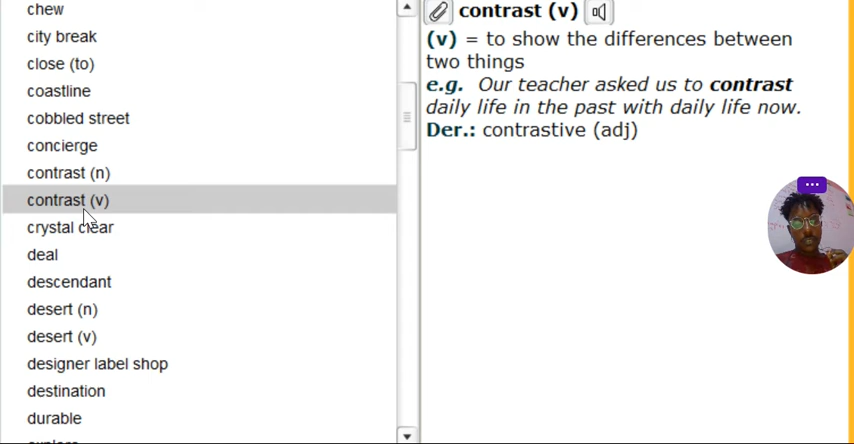 chew
city break
close (to)
coastline
cobbled street
concierge
contrast (n)
contrast (v)
crystal clear
deal
descendant
desert (n)
desert (v)
designer label shop
destination
durable
contrast (v)
(v) = to show the differences between
two things
e.g. Our teacher asked us to contrast
daily life in the past with daily life now.
Der.: contrastive (adj)